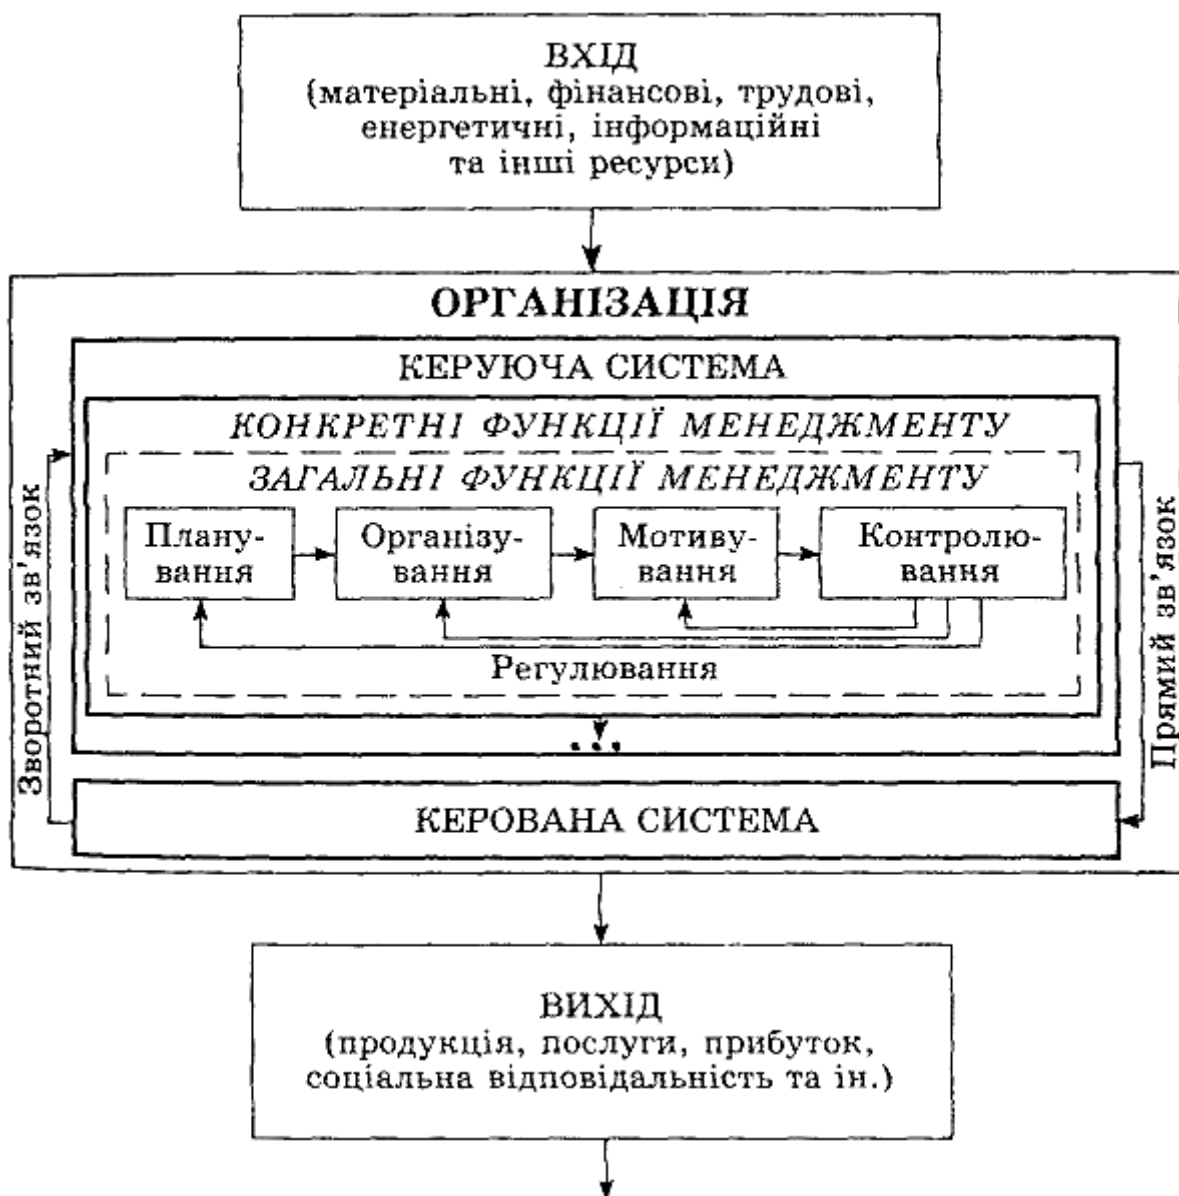 ВХІД
(матеріальні, фінансові, трудові,
енергетичні, інформаційні
та інші ресурси)
ОРГАНІЗАЦІЯ
КЕРУЮЧА СИСТЕМА
КОНКРЕТНІ ФУНКЦІЇ МЕНЕДЖМЕНТУ
ЗАГАЛЬНІ ФУНКЦІЇ МЕНЕДЖМЕНТУ
Плану-
вання
Організу-
вання
Мотиву-
вання
Контролю-
вання
Регулювання
...
Зворотний зв'язок
Прямий зв'язок
КЕРОВАНА СИСТЕМА
ВИХІД
(продукція, послуги, прибуток,
соціальна відповідальність та ін.)